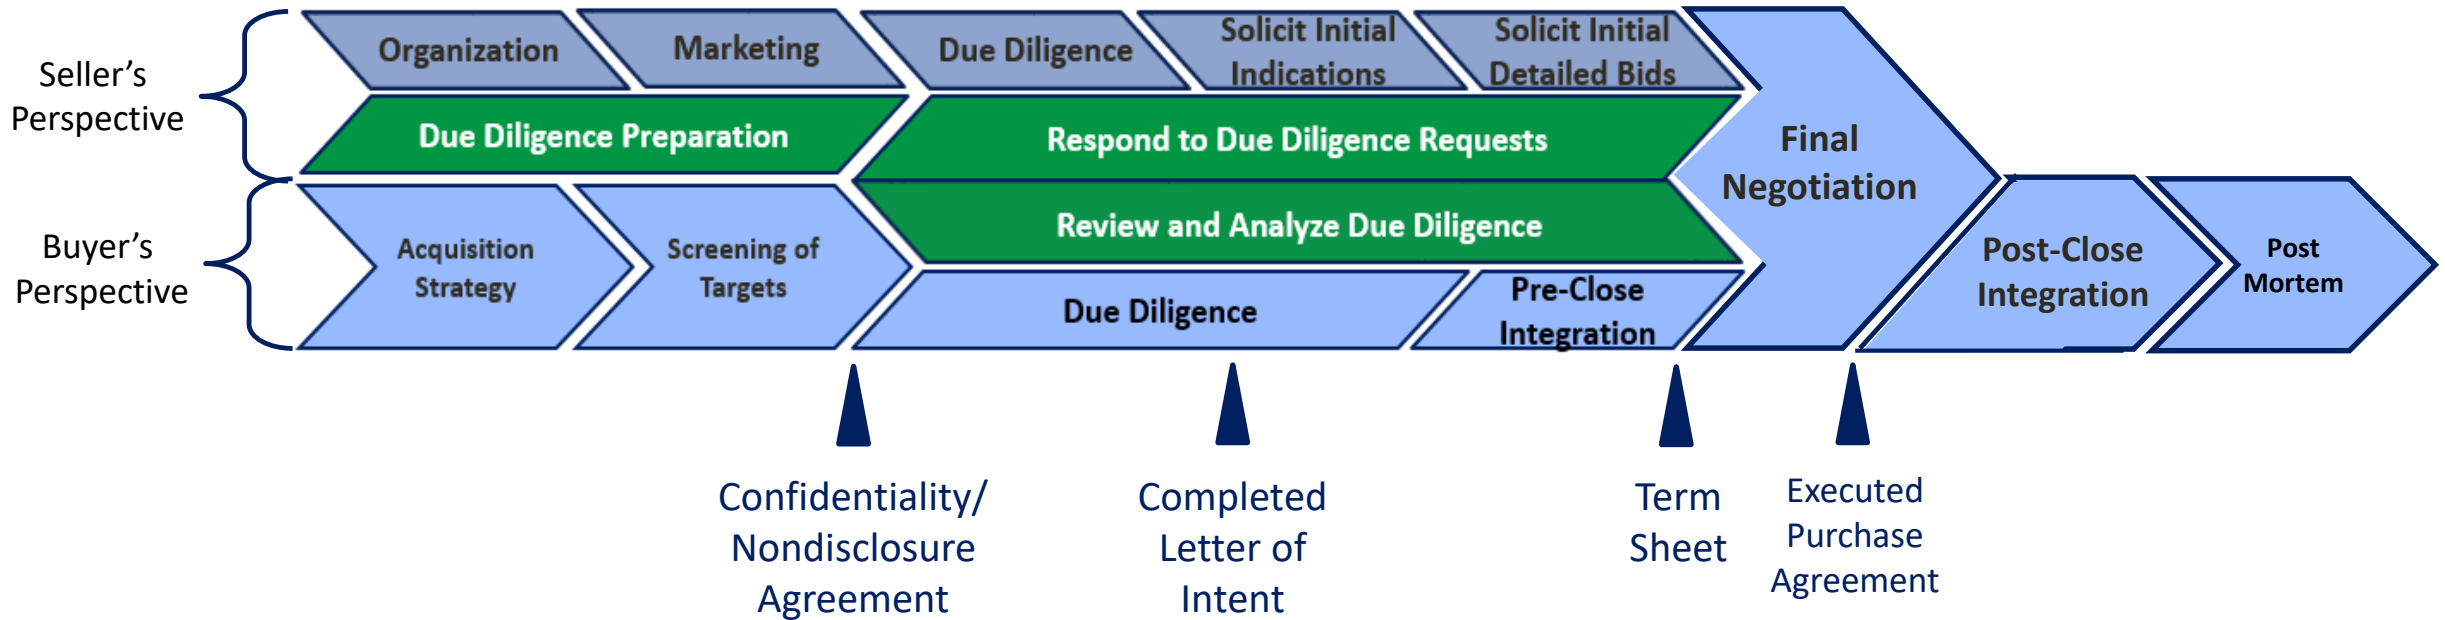 Seller’s
Perspective
Organization
Marketing
Due Diligence
Solicit Initial
Indications
Solicit Initial
Detailed Bids
Due Diligence Preparation
Respond to Due Diligence Requests
Final
Negotiation
Buyer’s
Perspective
Acquisition
Strategy
Screening of
Targets
Review and Analyze Due Diligence
Due Diligence
Pre-Close
Integration
Post-Close
Integration
Post
Mortem
Confidentiality/
Nondisclosure
Agreement
Completed
Letter of
Intent
Term
Sheet
Executed
Purchase
Agreement